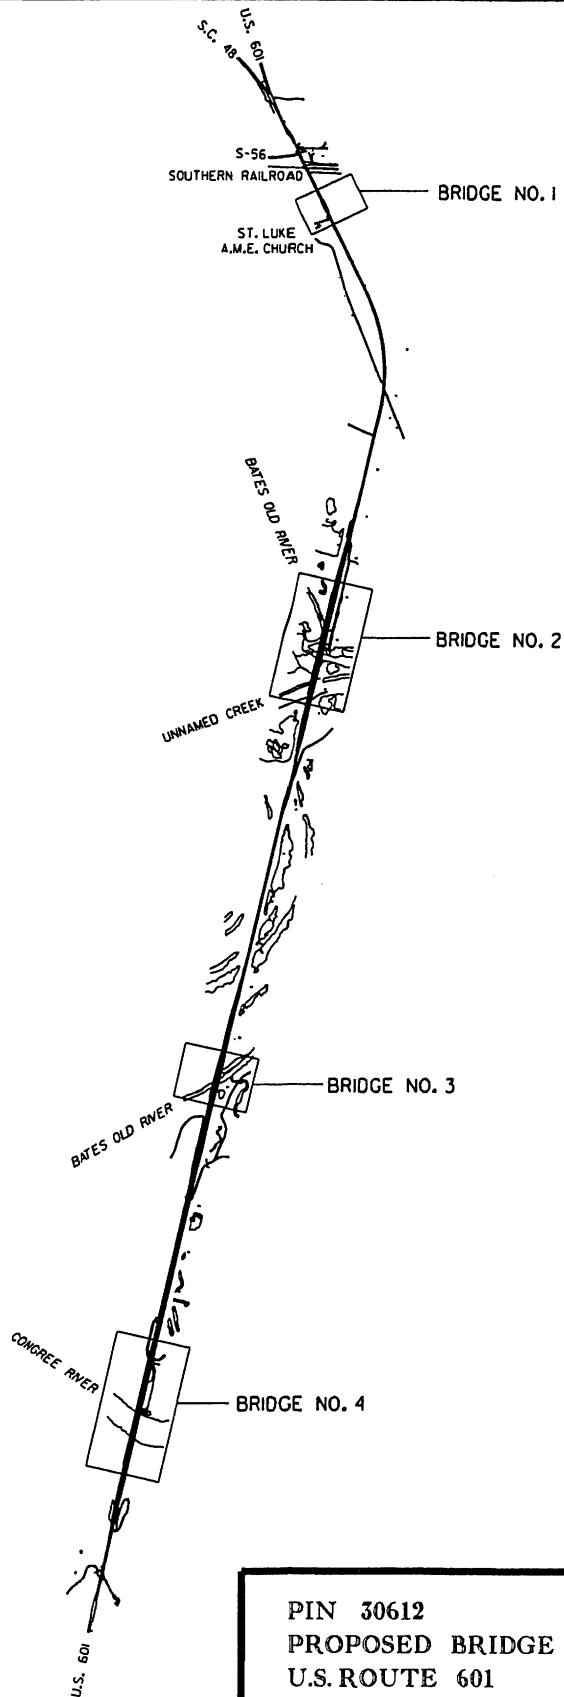 S.C. 48
U.S. 601
S-56
SOUTHERN RAILROAD
BRIDGE NO. 1
ST. LUKE
A.M.E. CHURCH
BATES OLD RIVER
BRIDGE NO. 2
UNNAMED CREEK
BRIDGE NO. 3
BATES OLD RIVER
CONGREE RIVER
BRIDGE NO. 4
U.S. 601
PIN 30612
PROPOSED BRIDGE
U.S. ROUTE 601